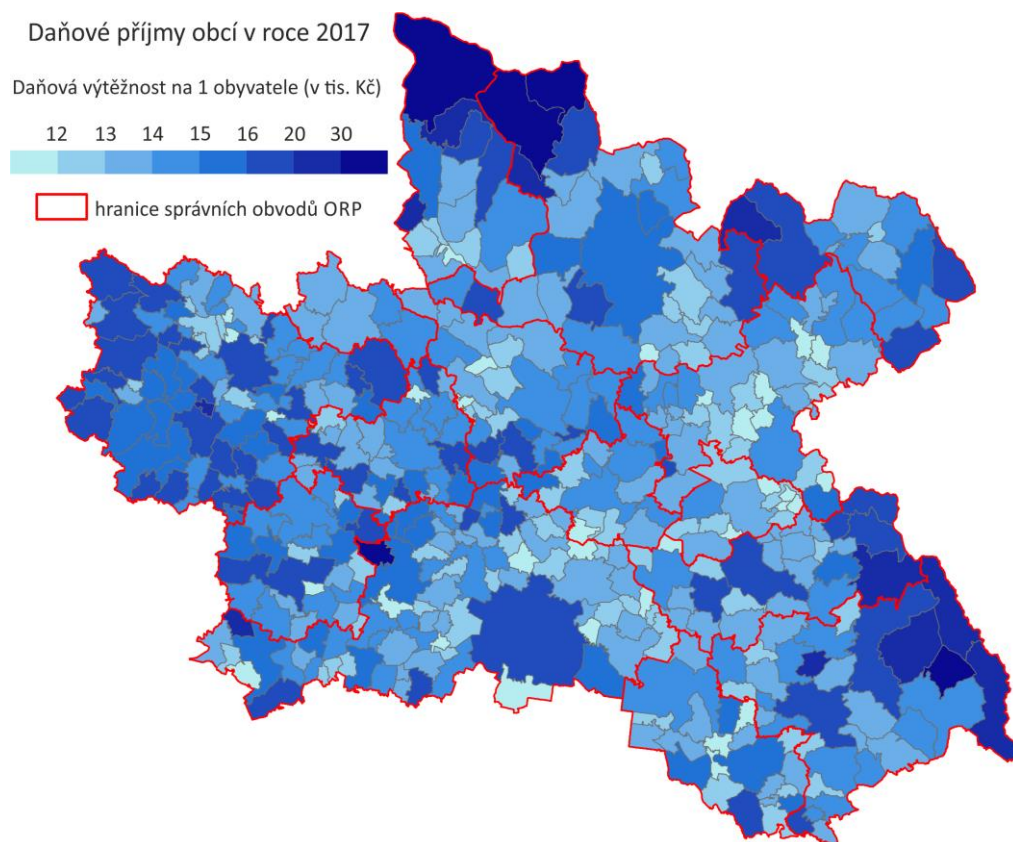 Daňové příjmy obcí v roce 2017
Daňová výtěžnost na 1 obyvatele (v tis. Kč)
12 13 14 15 16 20 30
hranice správních obvodů ORP